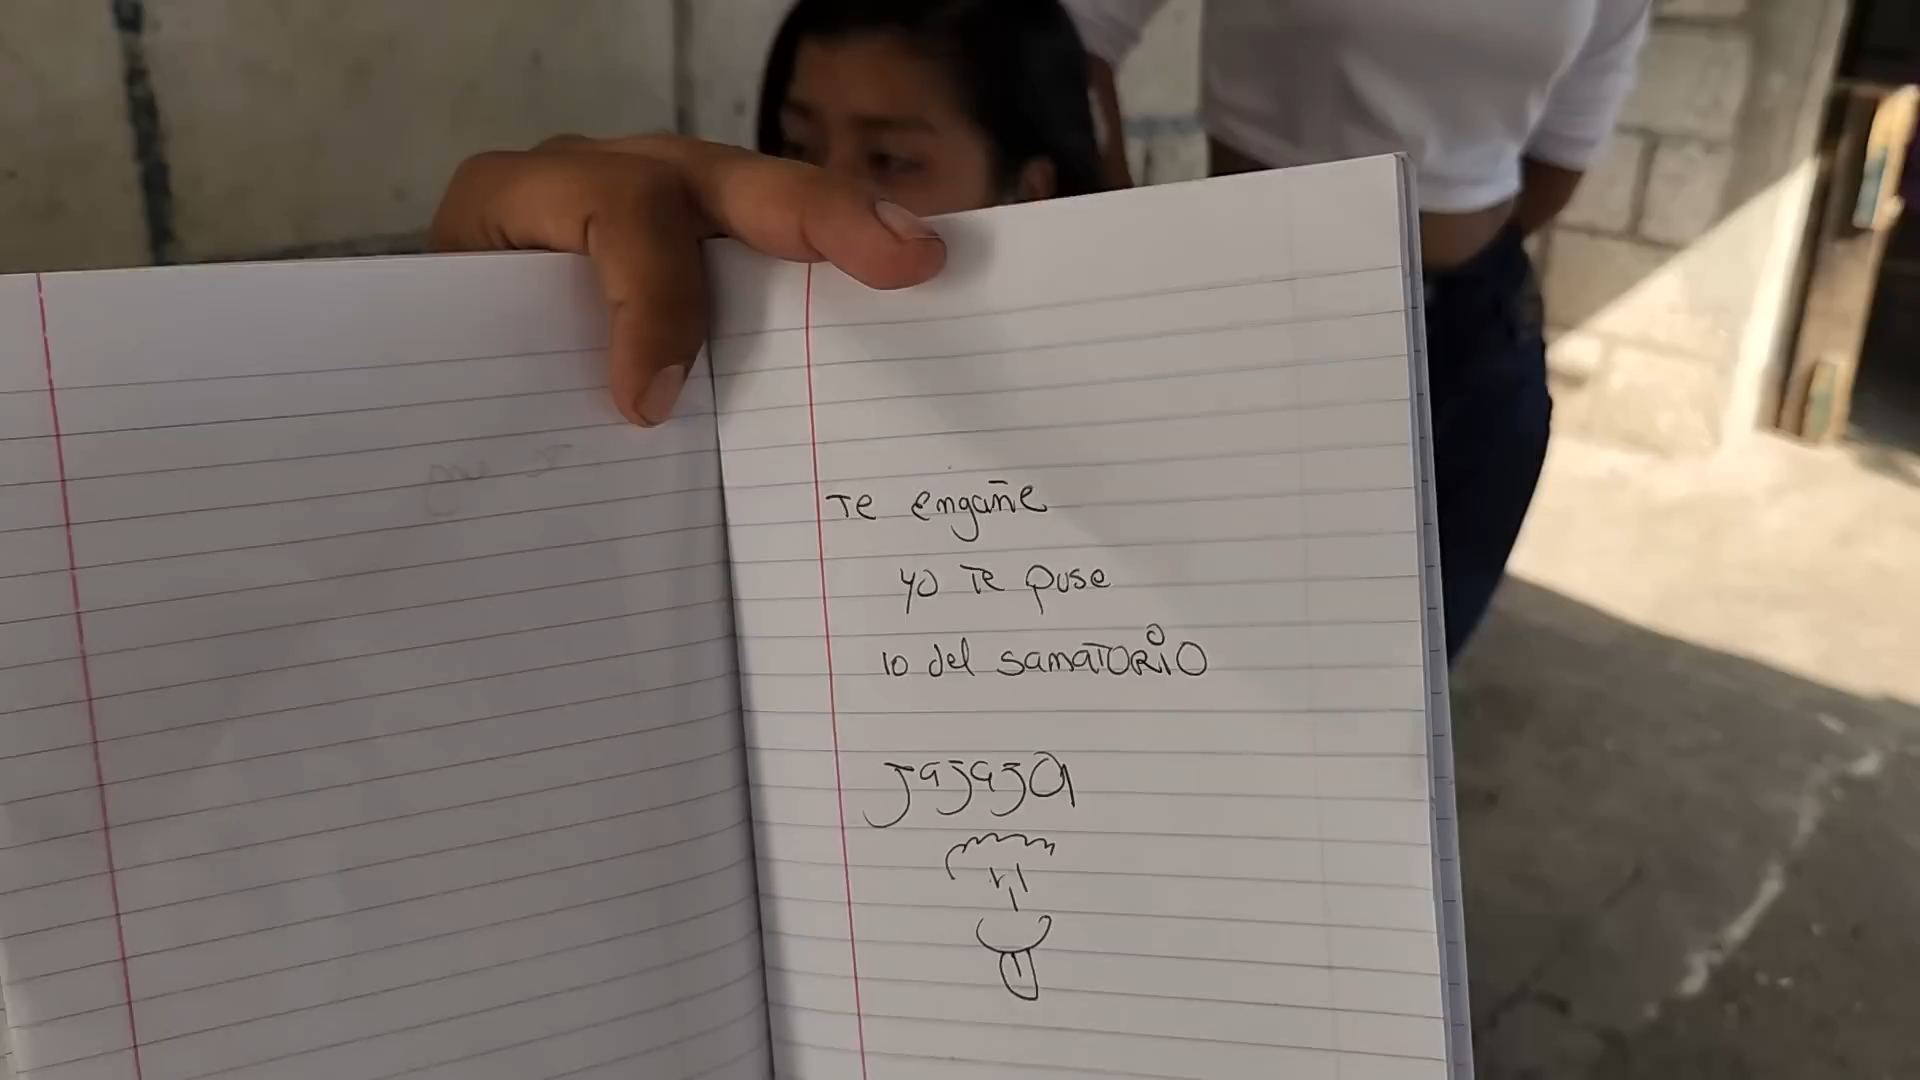 Te engañe
yo Te puse
lo del samaTORiO
Jajaja